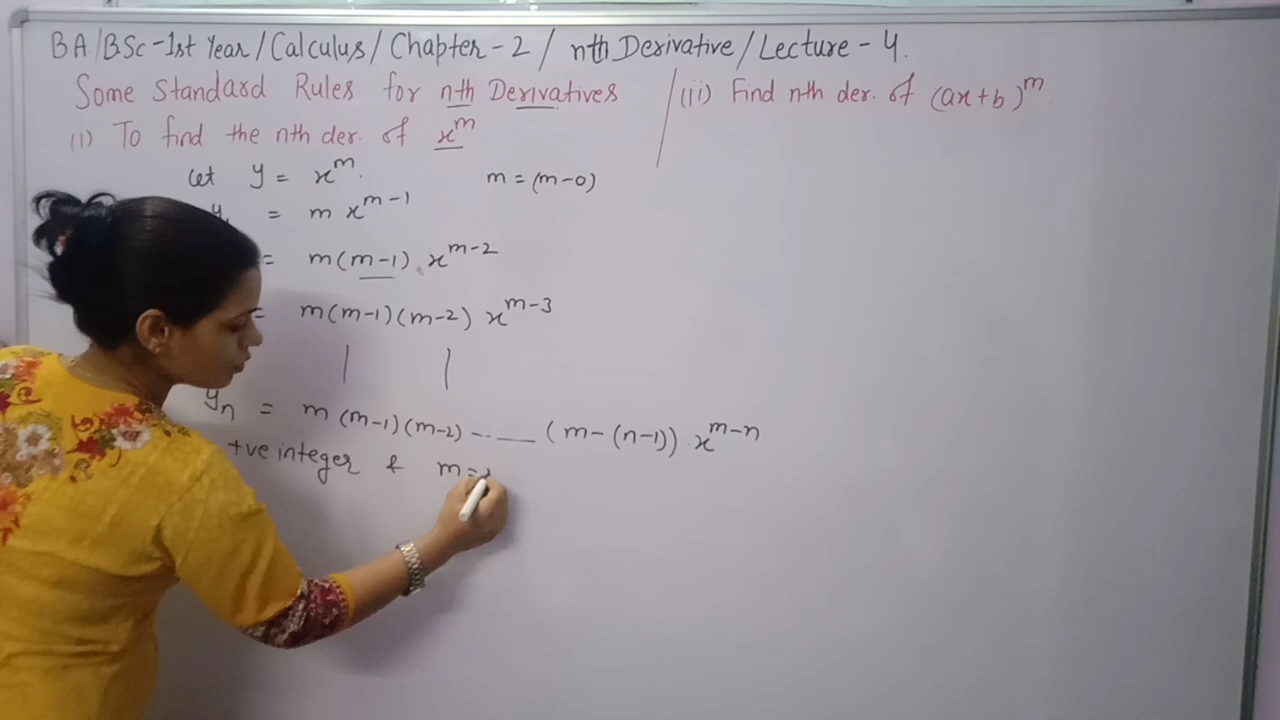 BA/BSc-1st Year/Calculus/Chapter-2/nth Derivative/Lecture-4.
Some Standard Rules for nth Derivatives
(i) To find the nth der. of x^m
Let y = x^m.
m = (m-0)
y₁ = m x^{m-1}
= m(m-1).x^{m-2}
= m(m-1)(m-2) x^{m-3}
yₙ = m(m-1)(m-2)-.-—(m-(n-1)).x^{m-n}
+ve integer & m=
(ii) Find nth der. of (ax+b)^m